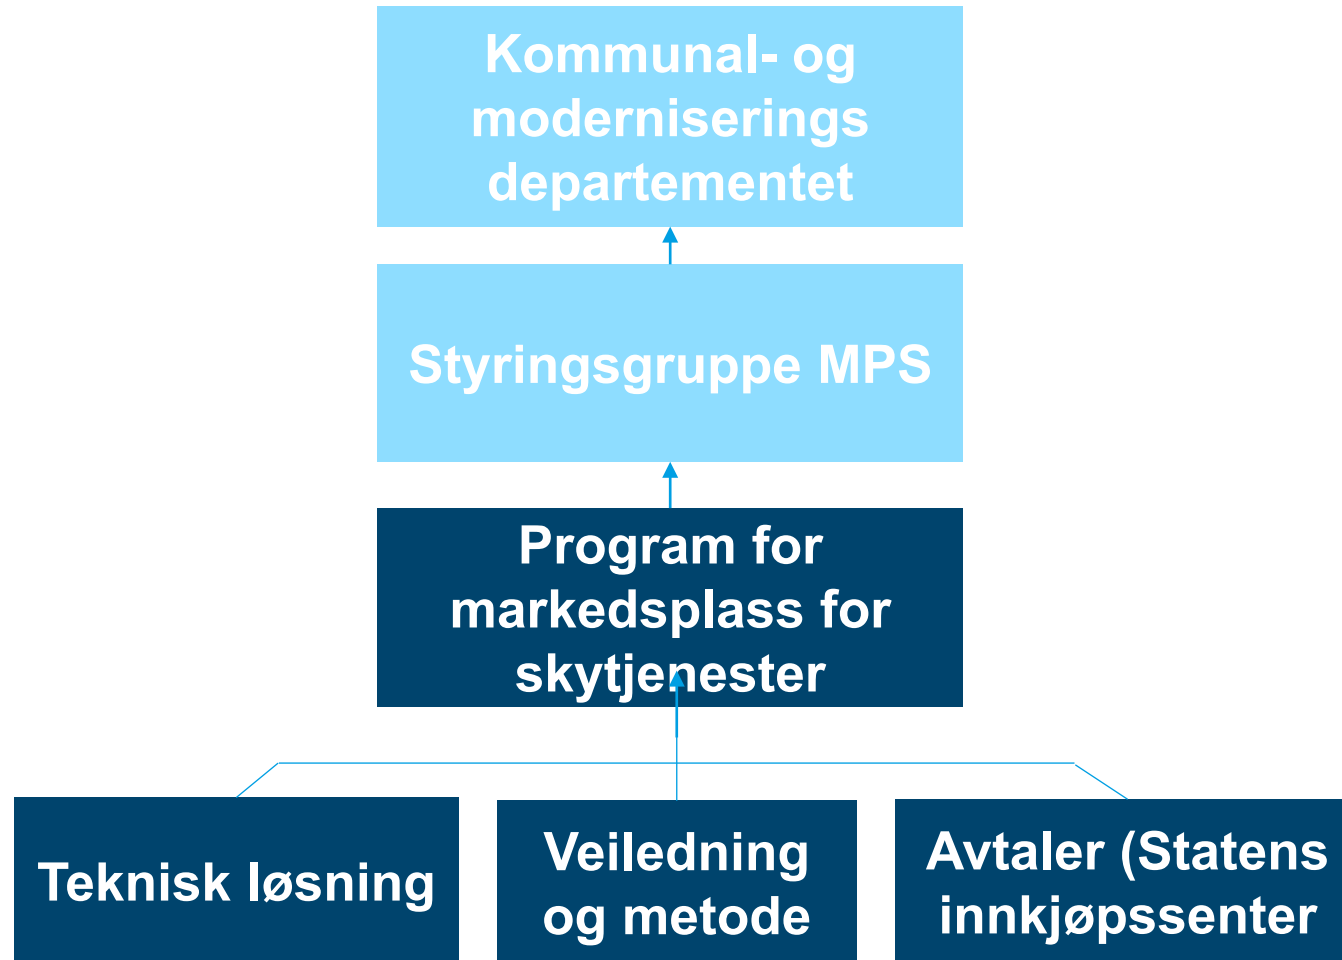 Kommunal- og
moderniserings
departementet
Styringsgruppe MPS
Program for
markedsplass for
skytjenester
Teknisk løsning
Veiledning
og metode
Avtaler (Statens
innkjøpssenter